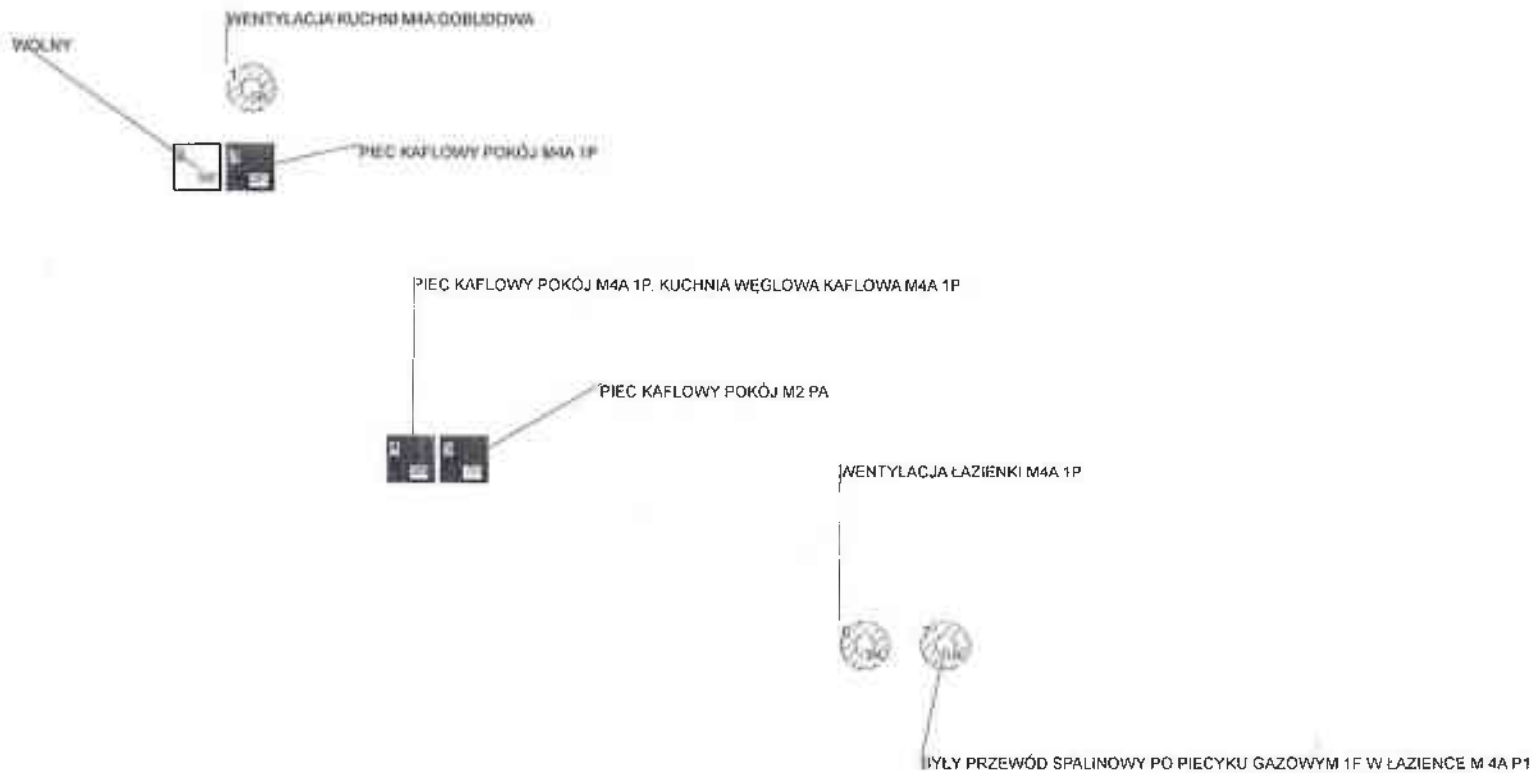 WENTYLACJA KUCHNI M4A DOBUDOWA
WOLNY
1
PIEC KAFLOWY POKÓJ M4A 1P
PIEC KAFLOWY POKÓJ M4A 1P. KUCHNIA WĘGLOWA KAFLOWA M4A 1P
PIEC KAFLOWY POKÓJ M2 PA
WENTYLACJA ŁAZIENKI M4A 1P
7
BYŁY PRZEWÓD SPALINOWY PO PIECYKU GAZOWYM 1F W ŁAZIENCE M 4A P1